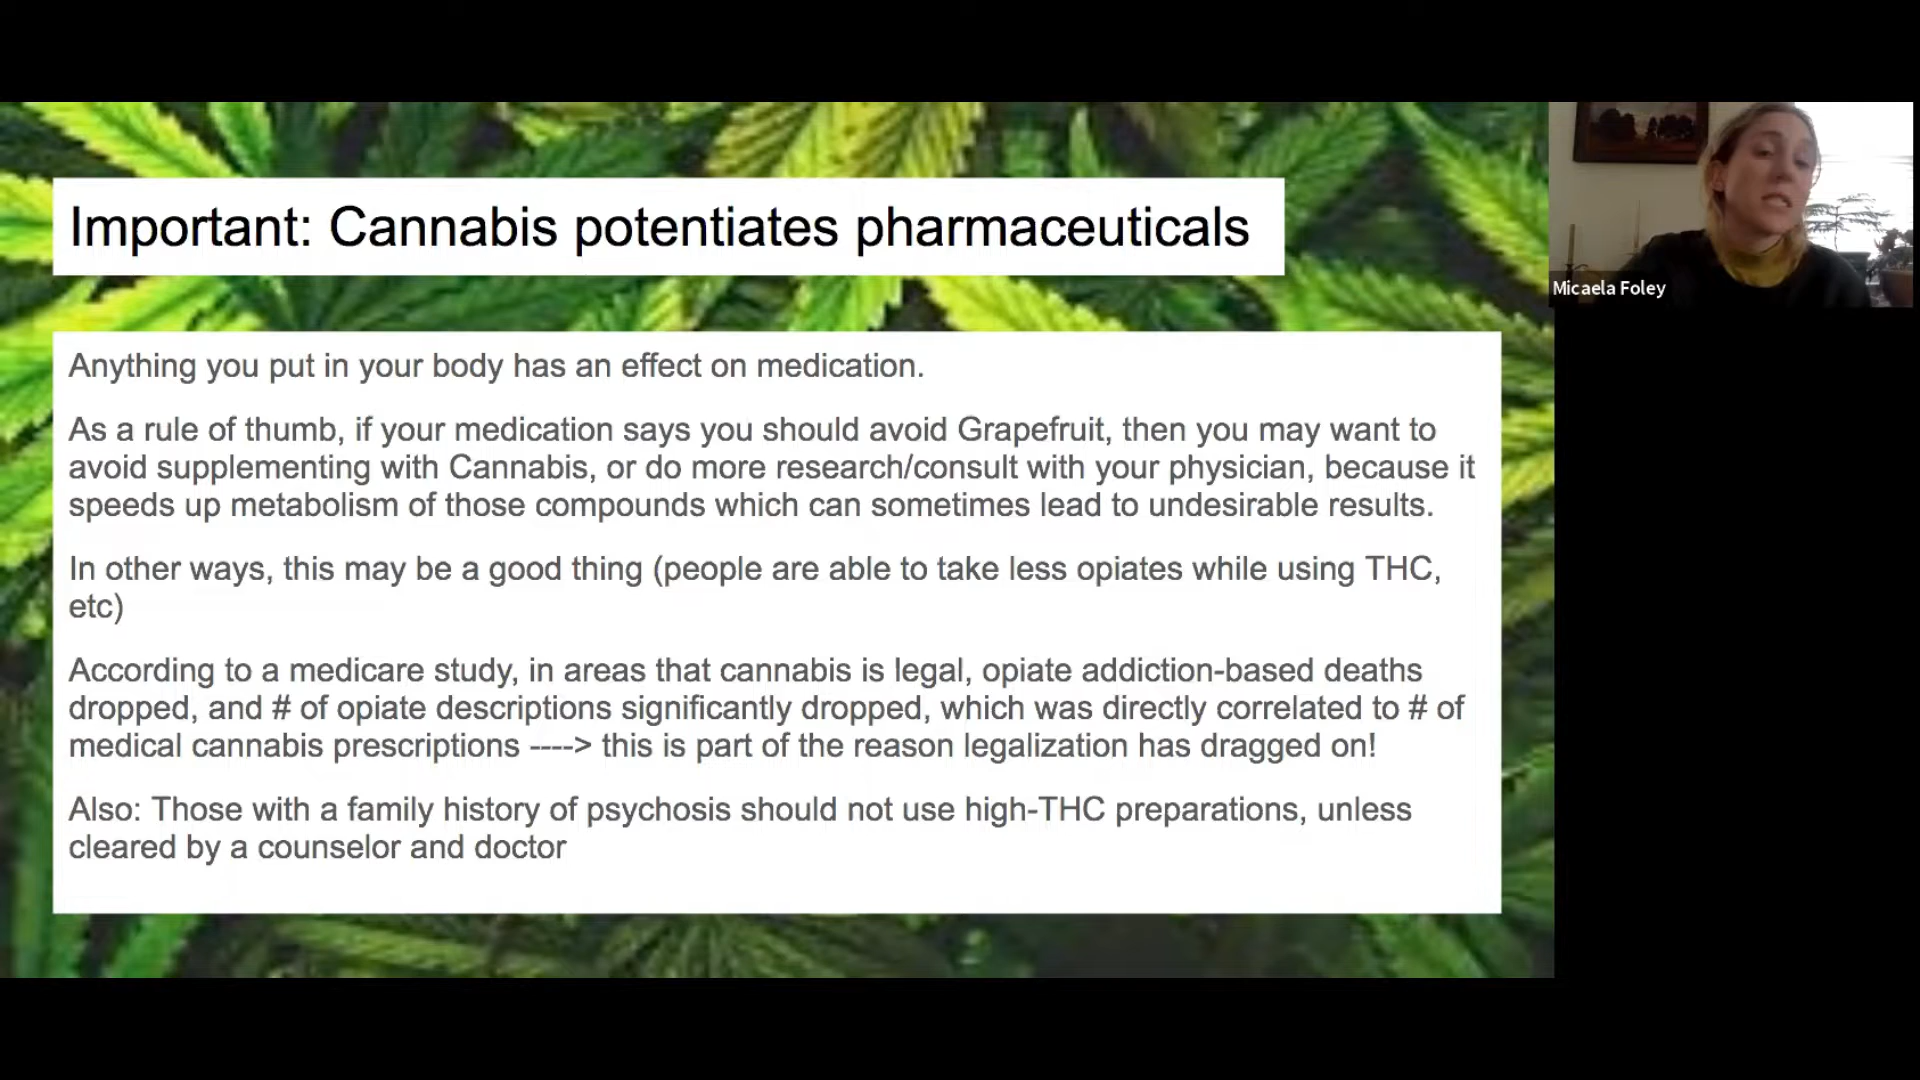 Important: Cannabis potentiates pharmaceuticals
Anything you put in your body has an effect on medication.
As a rule of thumb, if your medication says you should avoid Grapefruit, then you may want to
avoid supplementing with Cannabis, or do more research/consult with your physician, because it
speeds up metabolism of those compounds which can sometimes lead to undesirable results.
In other ways, this may be a good thing (people are able to take less opiates while using THC,
etc)
According to a medicare study, in areas that cannabis is legal, opiate addiction-based deaths
dropped, and # of opiate descriptions significantly dropped, which was directly correlated to # of
medical cannabis prescriptions ----> this is part of the reason legalization has dragged on!
Also: Those with a family history of psychosis should not use high-THC preparations, unless
cleared by a counselor and doctor
Micaela Foley